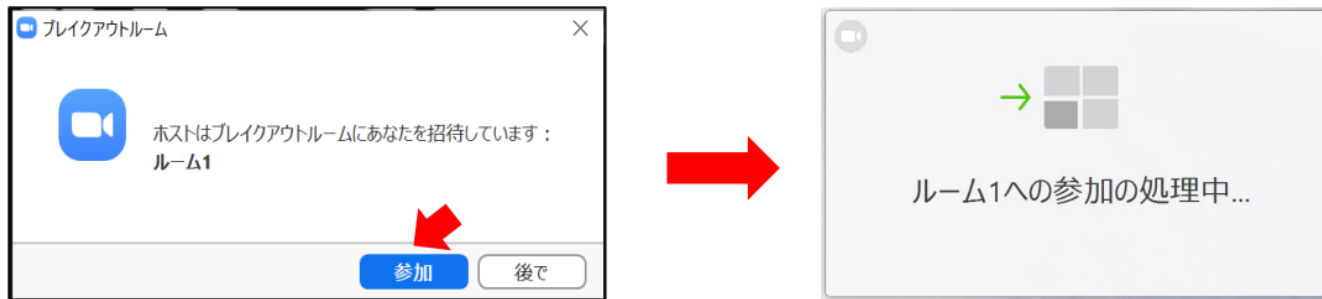 ブレイクアウトルーム
ホストはブレイクアウトルームにあなたを招待しています：
ルーム1
参加
後で
ルーム1への参加の処理中...